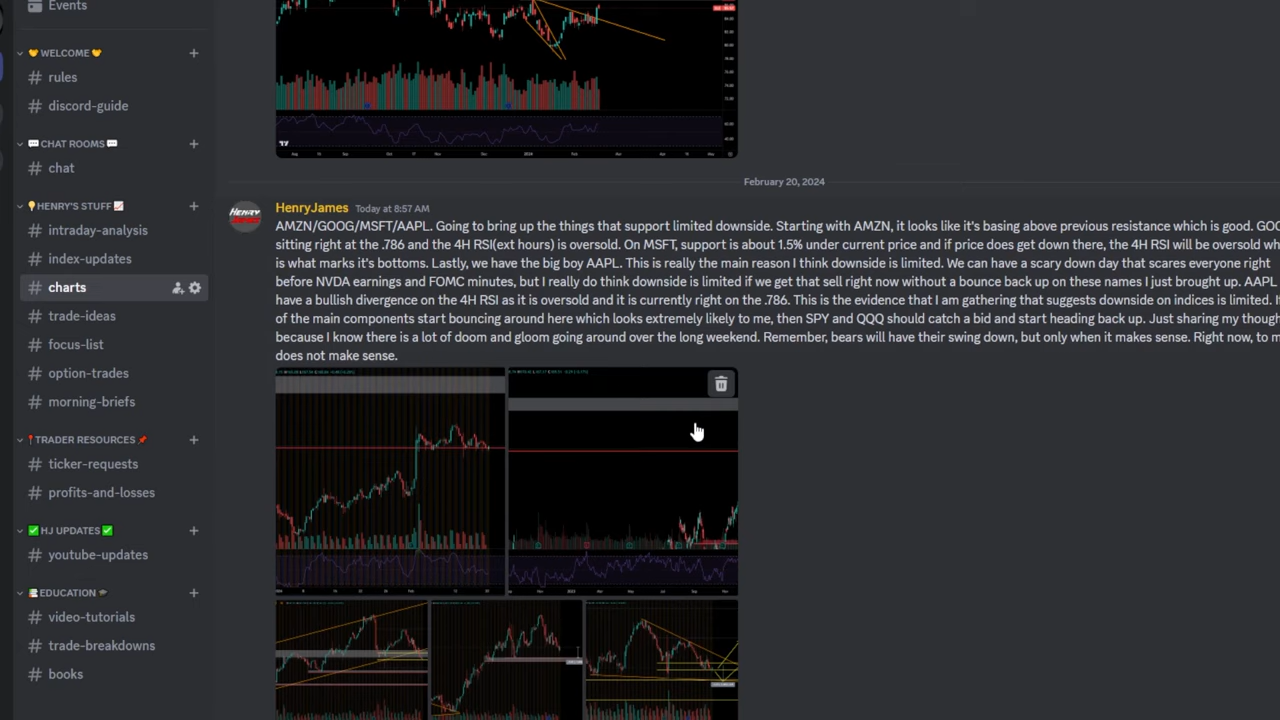 Events
WELCOME
rules
discord-guide
CHAT ROOMS
chat
HENRY'S STUFF
intraday-analysis
index-updates
charts
trade-ideas
focus-list
option-trades
morning-briefs
TRADER RESOURCES
ticker-requests
profits-and-losses
HJ UPDATES
youtube-updates
EDUCATION
video-tutorials
trade-breakdowns
books
February 20, 2024
HENRY
HenryJames Today at 8:57 AM
AMZN/GOOG/MSFT/AAPL. Going to bring up the things that support limited downside. Starting with AMZN, it looks like it's basing above previous resistance which is good. GOO
sitting right at the .786 and the 4H RSI(ext hours) is oversold. On MSFT, support is about 1.5% under current price and if price does get down there, the 4H RSI will be oversold wh
is what marks it's bottoms. Lastly, we have the big boy AAPL. This is really the main reason I think downside is limited. We can have a scary down day that scares everyone right
before NVDA earnings and FOMC minutes, but I really do think downside is limited if we get that sell right now without a bounce back up on these names I just brought up. AAPL
have a bullish divergence on the 4H RSI as it is oversold and it is currently right on the .786. This is the evidence that I am gathering that suggests downside on indices is limited.
of the main components start bouncing around here which looks extremely likely to me, then SPY and QQQ should catch a bid and start heading back up. Just sharing my though
because I know there is a lot of doom and gloom going around over the long weekend. Remember, bears will have their swing down, but only when it makes sense. Right now, to m
does not make sense.